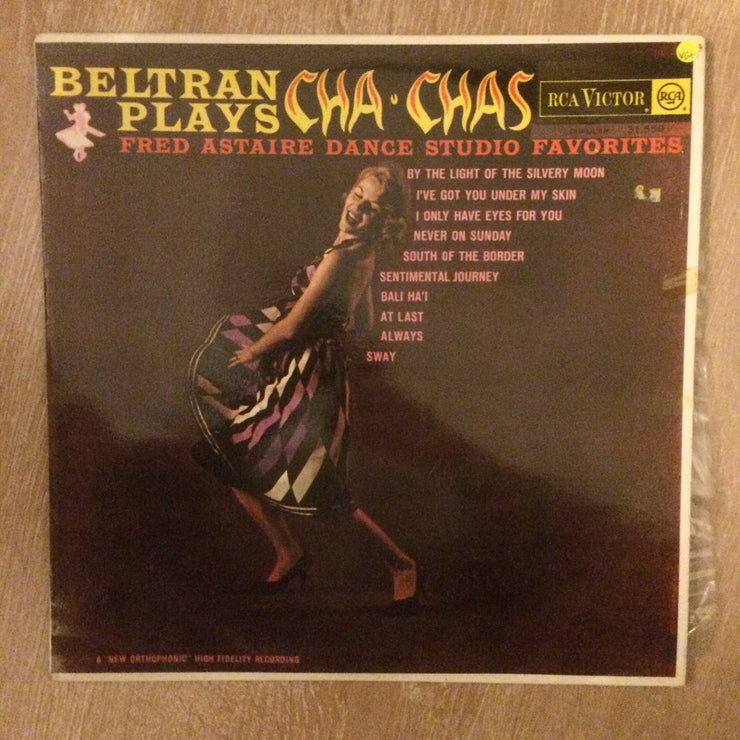 BELTRAN
PLAYS
CHA·CHAS
RCA VICTOR
RCA
FRED ASTAIRE DANCE STUDIO FAVORITES
BY THE LIGHT OF THE SILVERY MOON
I'VE GOT YOU UNDER MY SKIN
I ONLY HAVE EYES FOR YOU
NEVER ON SUNDAY
SOUTH OF THE BORDER
SENTIMENTAL JOURNEY
BALI HA'I
AT LAST
ALWAYS
SWAY
A "NEW ORTHOPHONIC" HIGH FIDELITY RECORDING